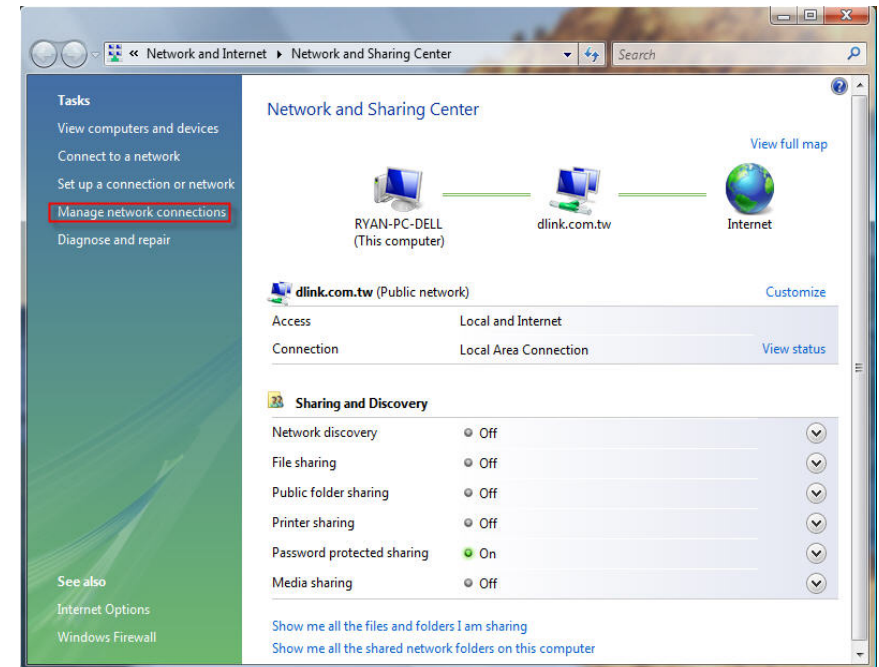 « Network and Internet ▸ Network and Sharing Center
Search
Tasks
View computers and devices
Connect to a network
Set up a connection or network
Manage network connections
Diagnose and repair
See also
Internet Options
Windows Firewall
Network and Sharing Center
View full map
RYAN-PC-DELL
(This computer)
dlink.com.tw
Internet
dlink.com.tw (Public network)
Customize
Access Local and Internet
Connection Local Area Connection View status
Sharing and Discovery
Network discovery Off
File sharing Off
Public folder sharing Off
Printer sharing Off
Password protected sharing On
Media sharing Off
Show me all the files and folders I am sharing
Show me all the shared network folders on this computer